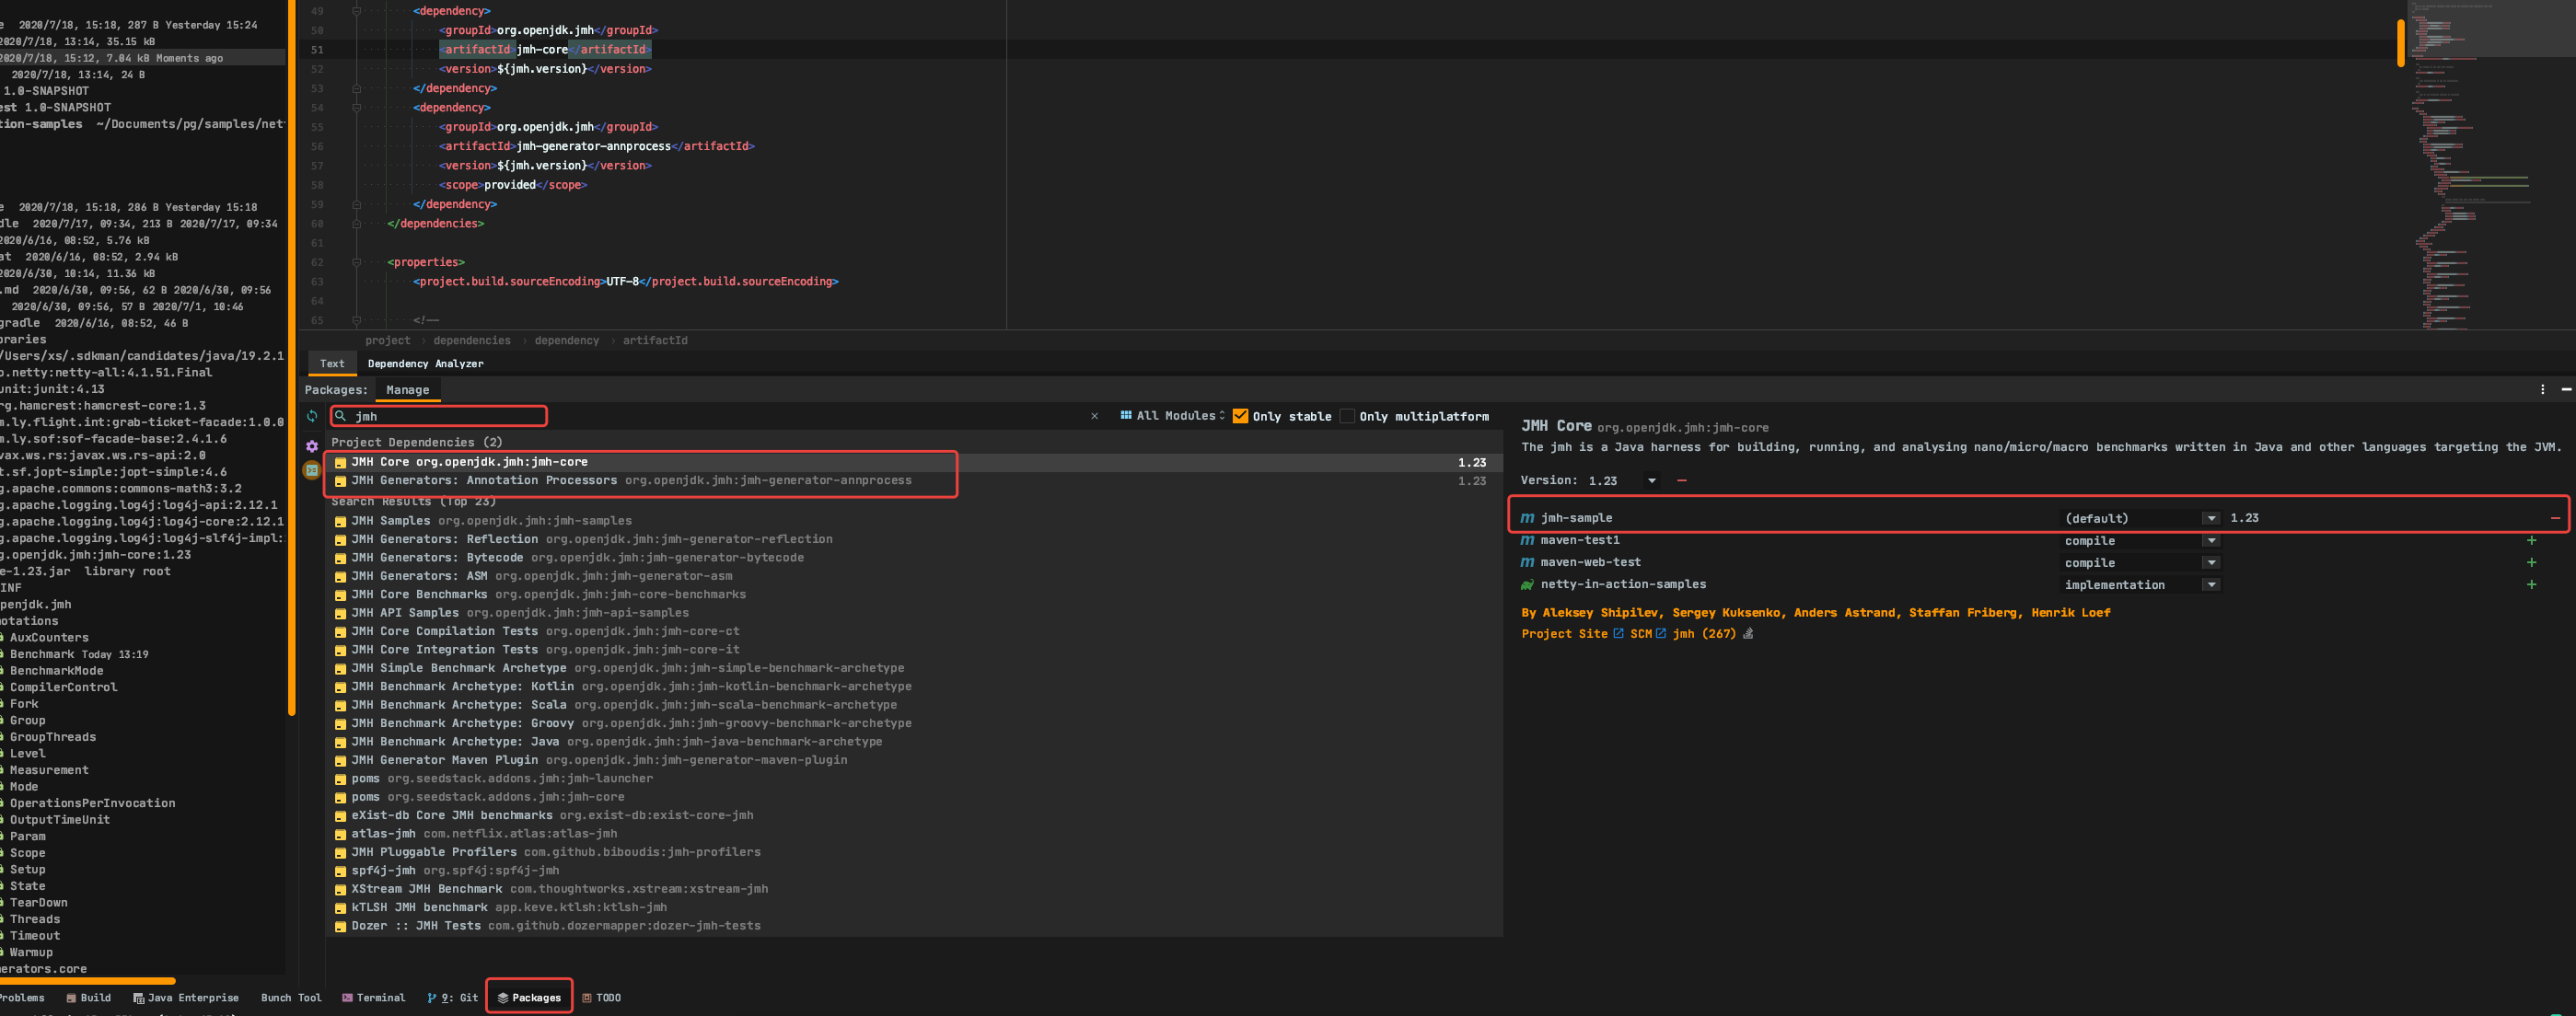 e 2020/7/18, 15:18, 287 B Yesterday 15:24
2020/7/18, 13:14, 35.15 kB
2020/7/18, 15:12, 7.04 kB Moments ago
2020/7/18, 13:14, 24 B
1.0-SNAPSHOT
est 1.0-SNAPSHOT
tion-samples ~/Documents/pg/samples/net
e 2020/7/18, 15:18, 286 B Yesterday 15:18
dle 2020/7/17, 09:34, 213 B 2020/7/17, 09:34
2020/6/16, 08:52, 5.76 kB
at 2020/6/16, 08:52, 2.94 kB
2020/6/30, 10:14, 11.36 kB
.md 2020/6/30, 09:56, 62 B 2020/6/30, 09:56
2020/6/30, 09:56, 57 B 2020/7/1, 10:46
gradle 2020/6/16, 08:52, 46 B
braries
/Users/xs/.sdkman/candidates/java/19.2.1
o.netty:netty-all:4.1.51.Final
unit:junit:4.13
rg.hamcrest:hamcrest-core:1.3
m.ly.flight.int:grab-ticket-facade:1.0.0
m.ly.sof:sof-facade-base:2.4.1.6
avax.ws.rs:javax.ws.rs-api:2.0
t.sf.jopt-simple:jopt-simple:4.6
g.apache.commons:commons-math3:3.2
g.apache.logging.log4j:log4j-api:2.12.1
g.apache.logging.log4j:log4j-core:2.12.1
g.apache.logging.log4j:log4j-slf4j-impl:
g.openjdk.jmh:jmh-core:1.23
e-1.23.jar library root
INF
penjdk.jmh
notations
AuxCounters
Benchmark Today 13:19
BenchmarkMode
CompilerControl
Fork
Group
GroupThreads
Level
Measurement
Mode
OperationsPerInvocation
OutputTimeUnit
Param
Scope
Setup
State
TearDown
Threads
Timeout
Warmup
nerators.core
49 <dependency>
50 <groupId>org.openjdk.jmh</groupId>
51 <artifactId>jmh-core</artifactId>
52 <version>${jmh.version}</version>
53 </dependency>
54 <dependency>
55 <groupId>org.openjdk.jmh</groupId>
56 <artifactId>jmh-generator-annprocess</artifactId>
57 <version>${jmh.version}</version>
58 <scope>provided</scope>
59 </dependency>
60 </dependencies>
61
62 <properties>
63 <project.build.sourceEncoding>UTF-8</project.build.sourceEncoding>
64
65 <!--
project › dependencies › dependency › artifactId
Text Dependency Analyzer
Packages: Manage
jmh × All Modules Only stable Only multiplatform
Project Dependencies (2)
JMH Core org.openjdk.jmh:jmh-core 1.23
JMH Generators: Annotation Processors org.openjdk.jmh:jmh-generator-annprocess 1.23
Search Results (Top 23)
JMH Samples org.openjdk.jmh:jmh-samples
JMH Generators: Reflection org.openjdk.jmh:jmh-generator-reflection
JMH Generators: Bytecode org.openjdk.jmh:jmh-generator-bytecode
JMH Generators: ASM org.openjdk.jmh:jmh-generator-asm
JMH Core Benchmarks org.openjdk.jmh:jmh-core-benchmarks
JMH API Samples org.openjdk.jmh:jmh-api-samples
JMH Core Compilation Tests org.openjdk.jmh:jmh-core-ct
JMH Core Integration Tests org.openjdk.jmh:jmh-core-it
JMH Simple Benchmark Archetype org.openjdk.jmh:jmh-simple-benchmark-archetype
JMH Benchmark Archetype: Kotlin org.openjdk.jmh:jmh-kotlin-benchmark-archetype
JMH Benchmark Archetype: Scala org.openjdk.jmh:jmh-scala-benchmark-archetype
JMH Benchmark Archetype: Groovy org.openjdk.jmh:jmh-groovy-benchmark-archetype
JMH Benchmark Archetype: Java org.openjdk.jmh:jmh-java-benchmark-archetype
JMH Generator Maven Plugin org.openjdk.jmh:jmh-generator-maven-plugin
poms org.seedstack.addons.jmh:jmh-launcher
poms org.seedstack.addons.jmh:jmh-core
eXist-db Core JMH benchmarks org.exist-db:exist-core-jmh
atlas-jmh com.netflix.atlas:atlas-jmh
JMH Pluggable Profilers com.github.biboudis:jmh-profilers
spf4j-jmh org.spf4j:spf4j-jmh
XStream JMH Benchmark com.thoughtworks.xstream:xstream-jmh
kTLSH JMH benchmark app.keve.ktlsh:ktlsh-jmh
Dozer :: JMH Tests com.github.dozermapper:dozer-jmh-tests
JMH Core org.openjdk.jmh:jmh-core
The jmh is a Java harness for building, running, and analysing nano/micro/macro benchmarks written in Java and other languages targeting the JVM.
Version: 1.23
m jmh-sample (default) 1.23
m maven-test1 compile
m maven-web-test compile
netty-in-action-samples implementation
By Aleksey Shipilev, Sergey Kuksenko, Anders Astrand, Staffan Friberg, Henrik Loef
Project Site SCM jmh (267)
Problems Build Java Enterprise Bunch Tool Terminal 9: Git Packages TODO